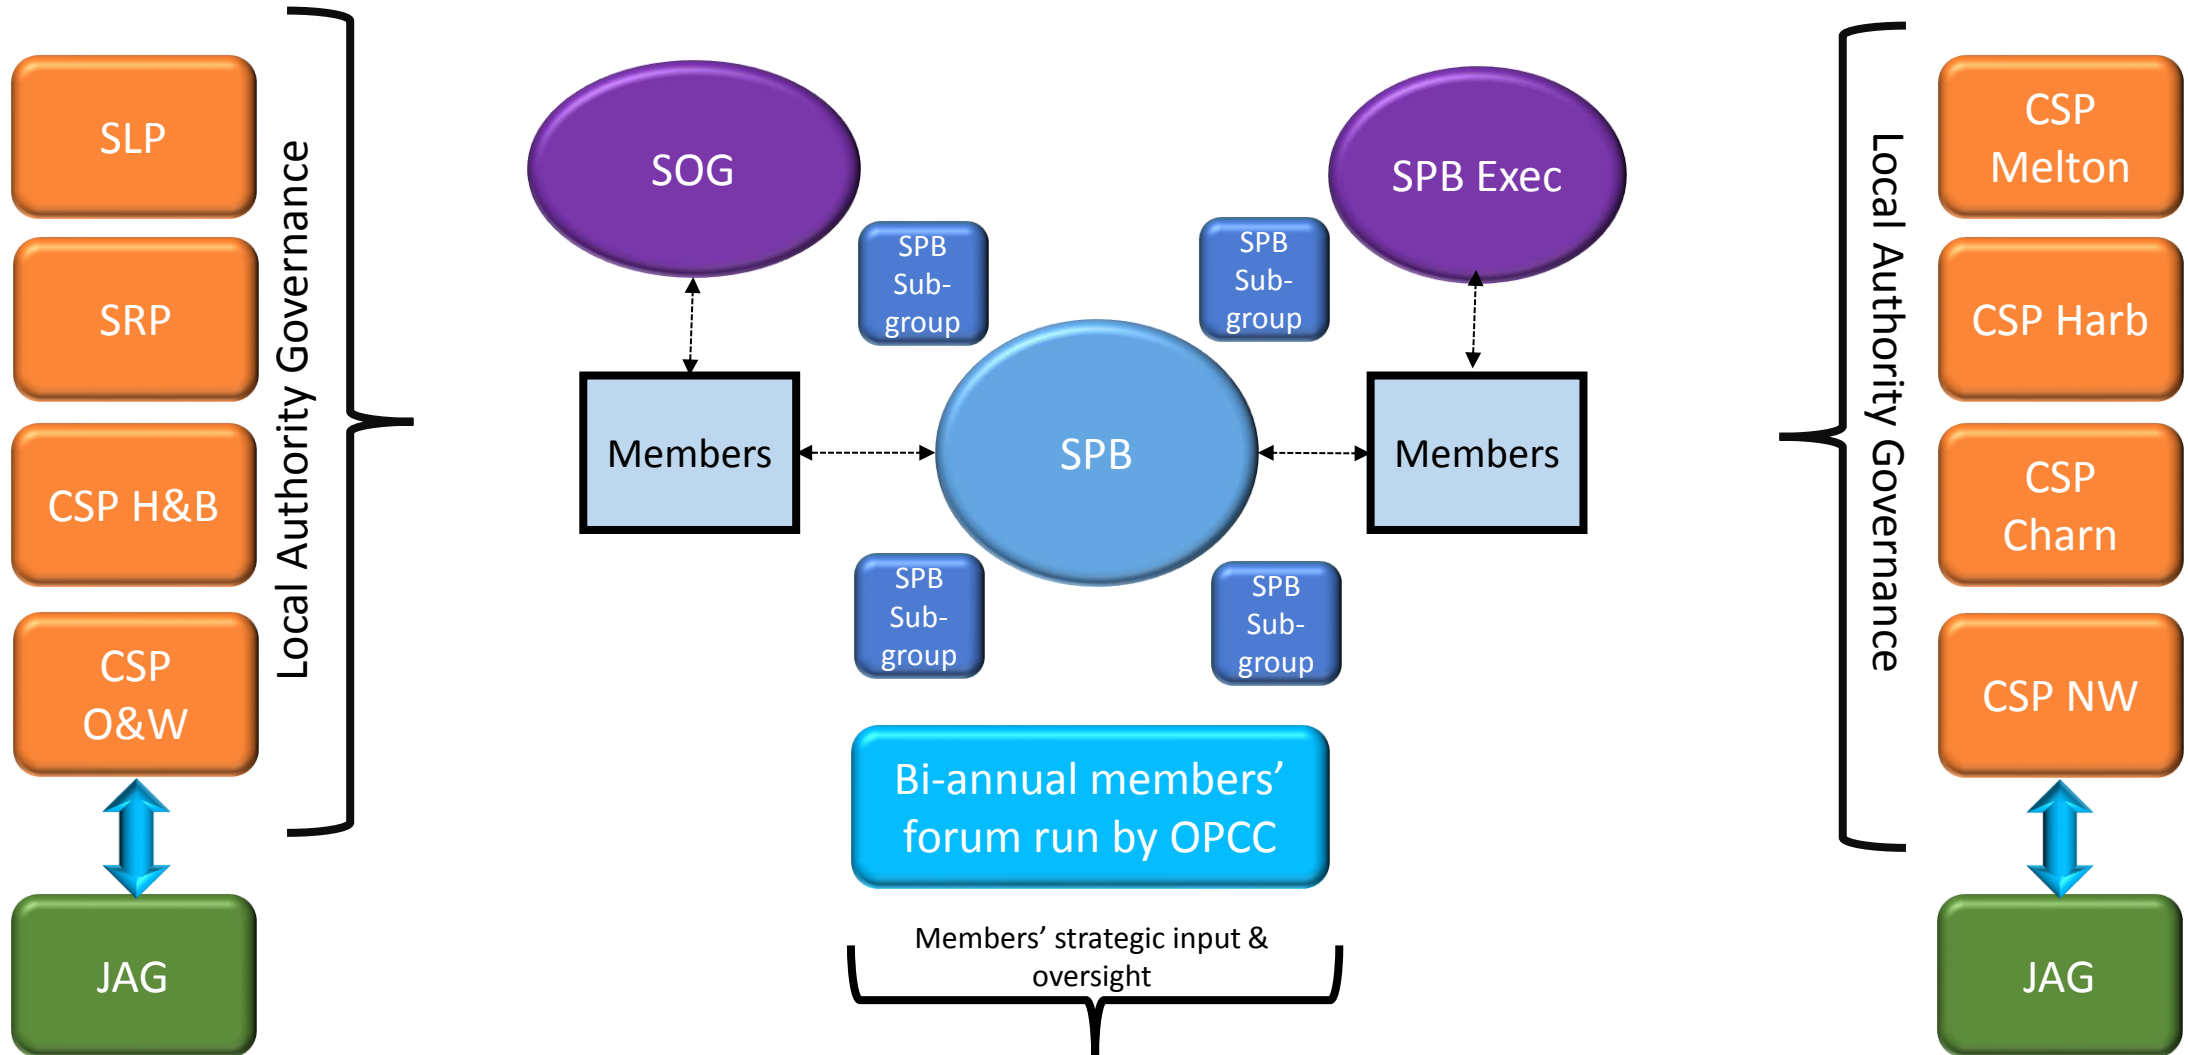 SLP
SRP
CSP H&B
CSP
O&W
JAG
Local Authority Governance
SOG
SPB Exec
SPB
Sub-
group
SPB
Sub-
group
Members
SPB
Members
SPB
Sub-
group
SPB
Sub-
group
Bi-annual members’
forum run by OPCC
Members’ strategic input &
oversight
Local Authority Governance
CSP
Melton
CSP Harb
CSP
Charn
CSP NW
JAG